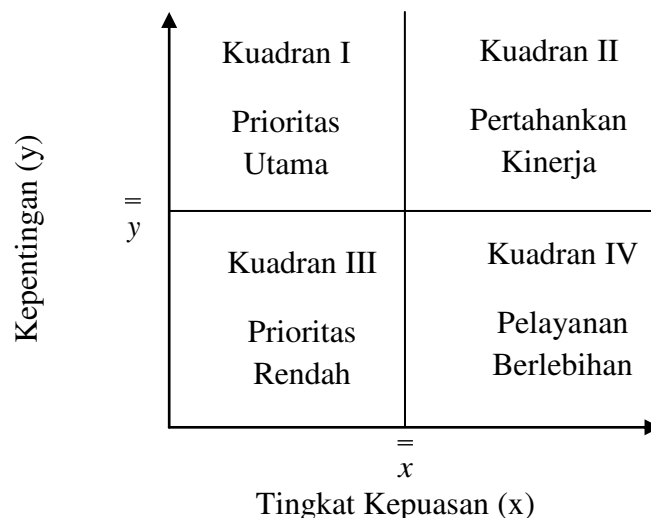 Kuadran I
Prioritas
Utama
Kuadran II
Pertahankan
Kinerja
Kepentingan (y)
=
y
Kuadran III
Prioritas
Rendah
Kuadran IV
Pelayanan
Berlebihan
=
x
Tingkat Kepuasan (x)